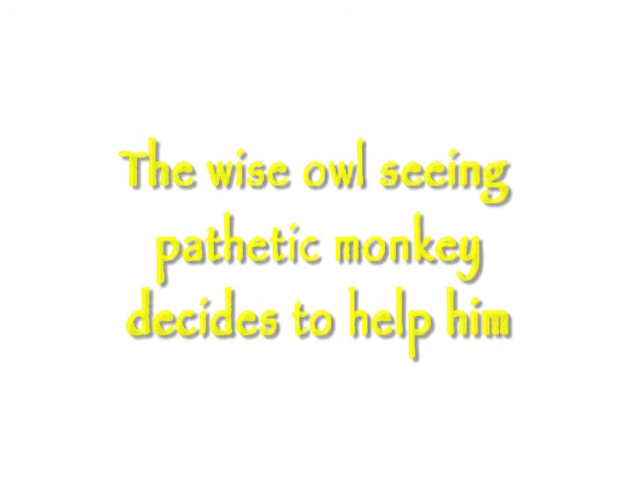 The wise owl seeing
pathetic monkey
decides to help him